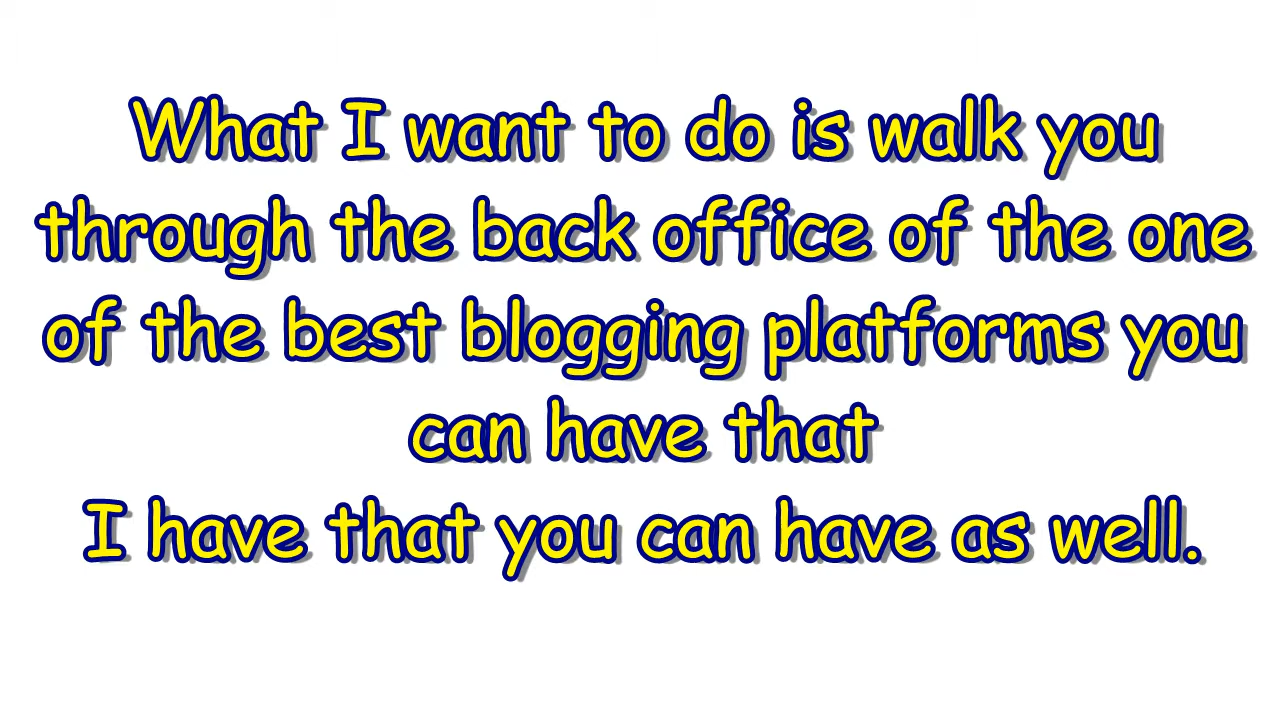 What I want to do is walk you
through the back office of the one
of the best blogging platforms you
can have that
I have that you can have as well.